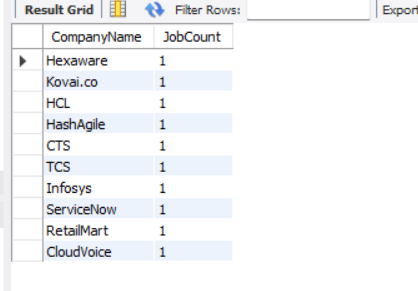 Result Grid Filter Rows: Export
CompanyName JobCount
Hexaware 1
Kovai.co 1
HCL 1
HashAgile 1
CTS 1
TCS 1
Infosys 1
ServiceNow 1
RetailMart 1
CloudVoice 1